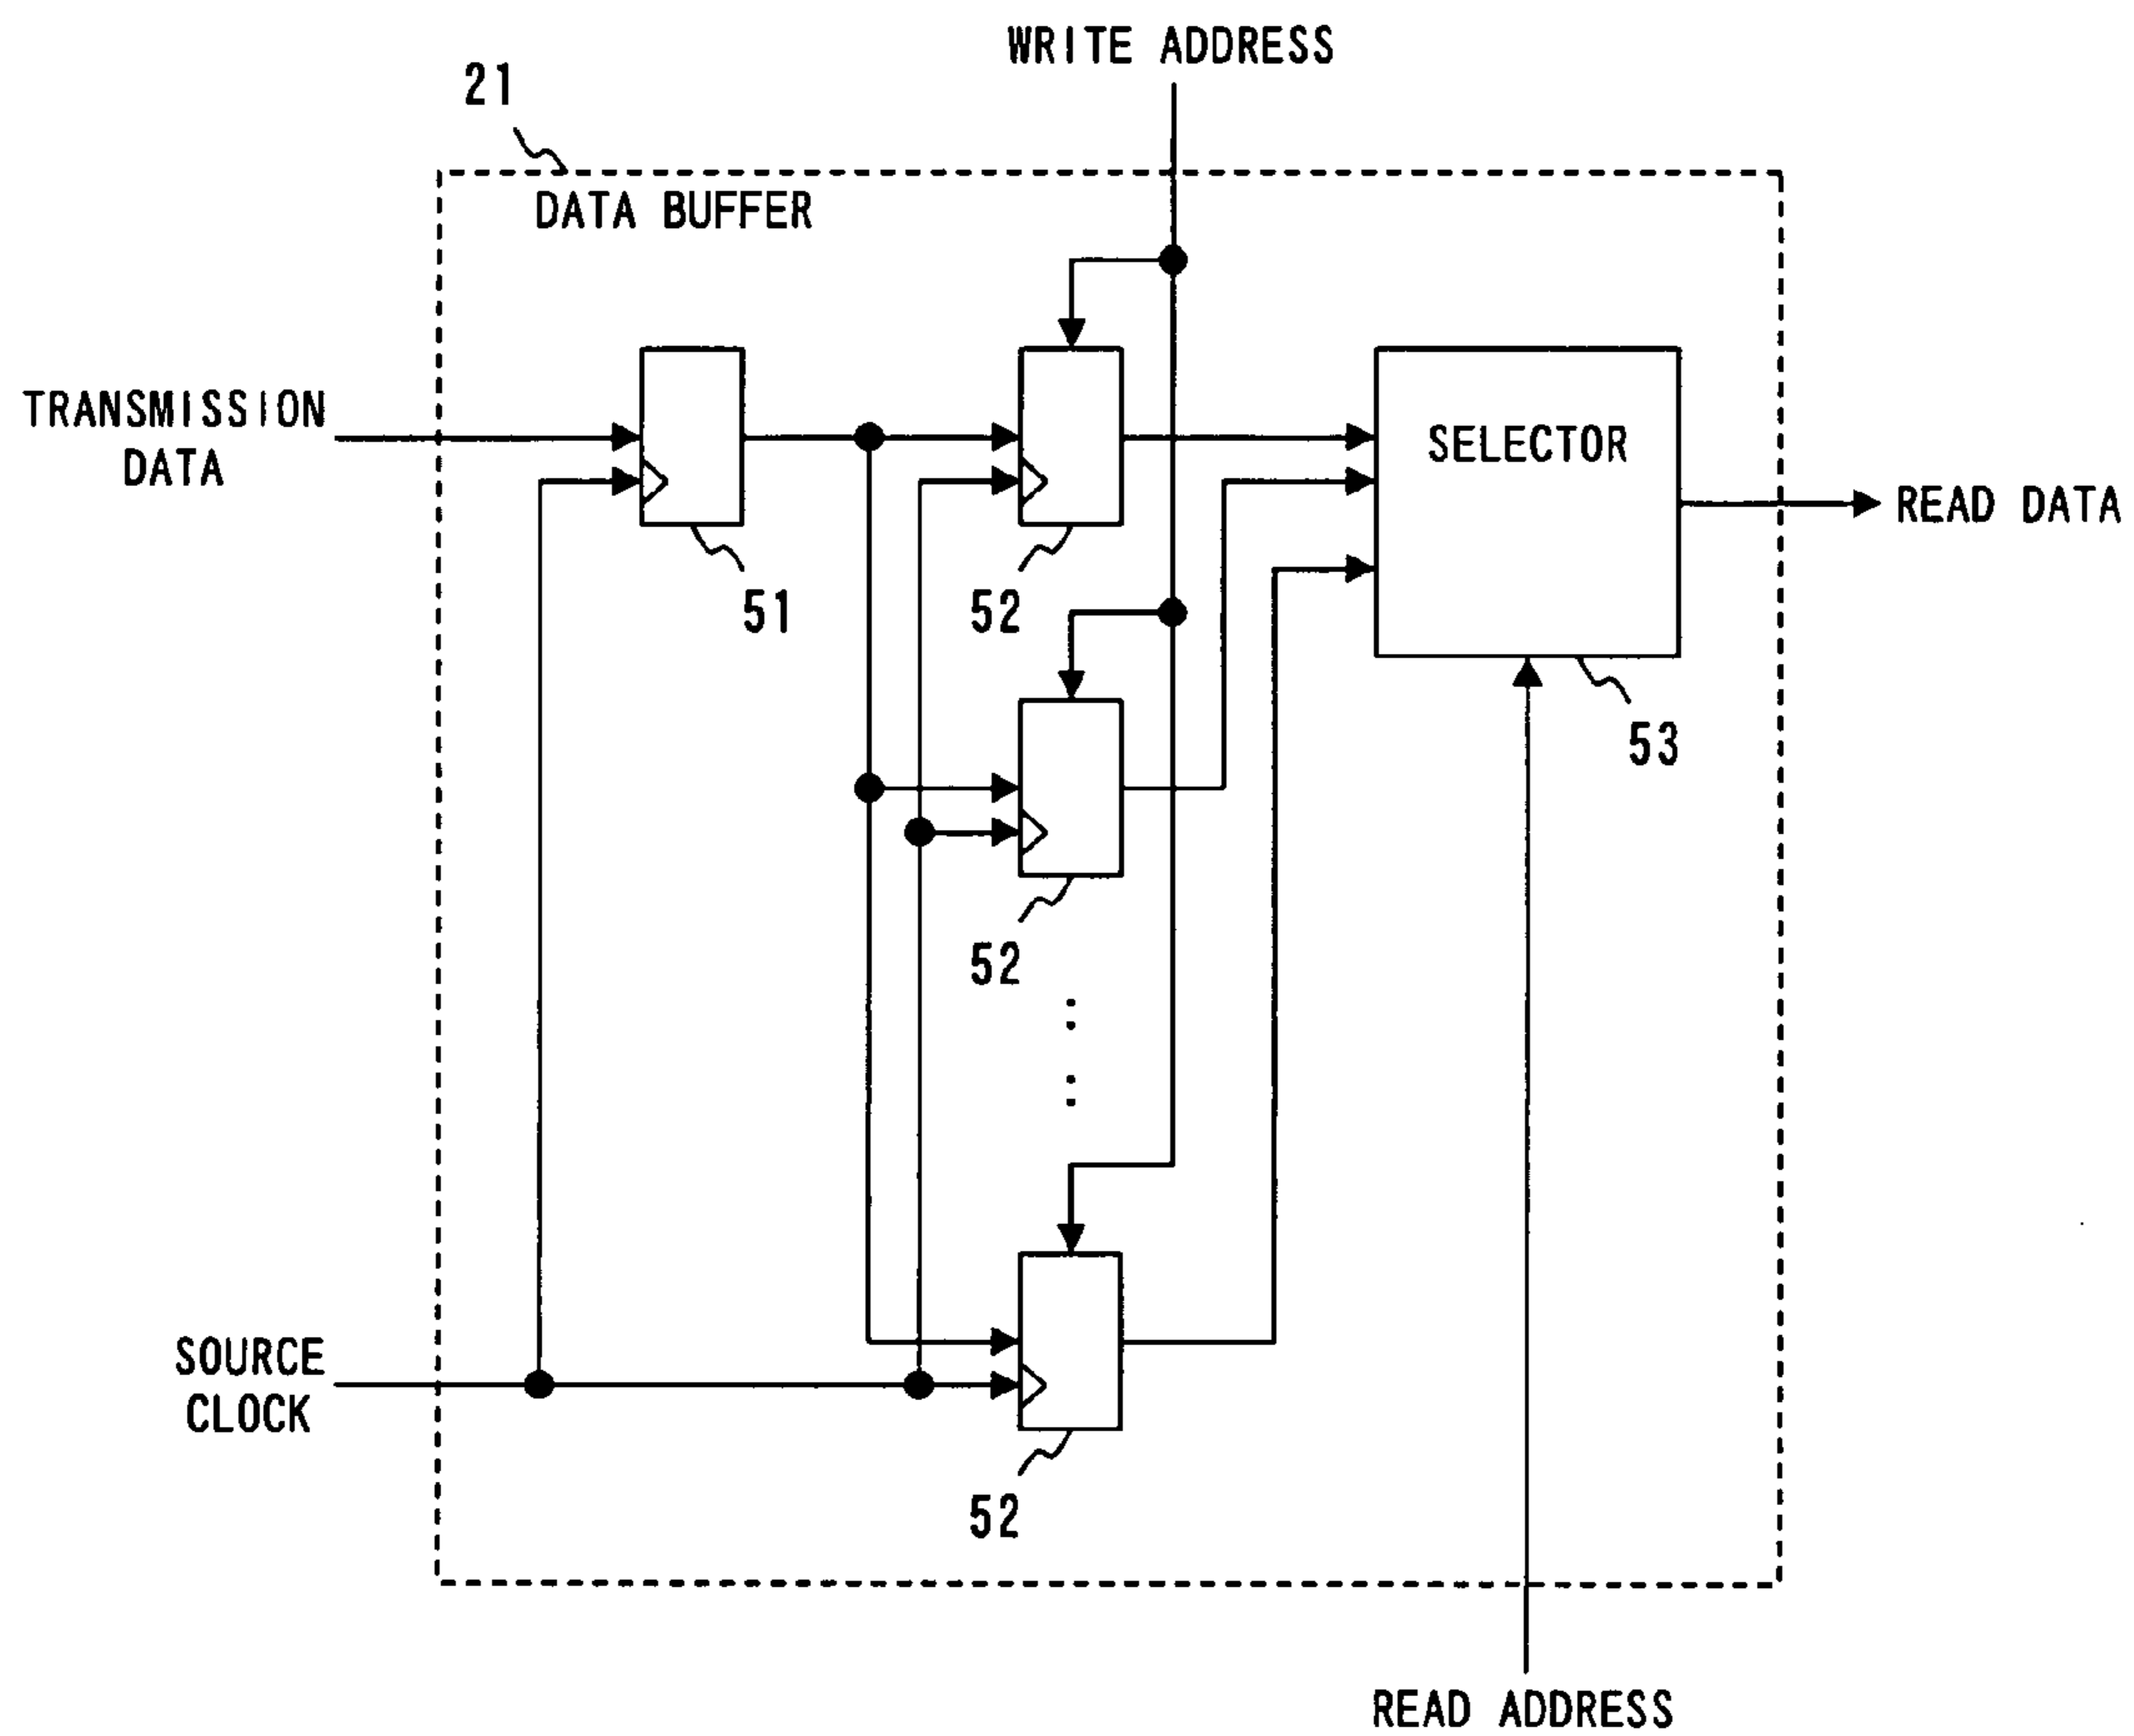 WRITE ADDRESS
21
DATA BUFFER
TRANSMISSION
DATA
SELECTOR
READ DATA
51
52
53
52
SOURCE
CLOCK
52
READ ADDRESS